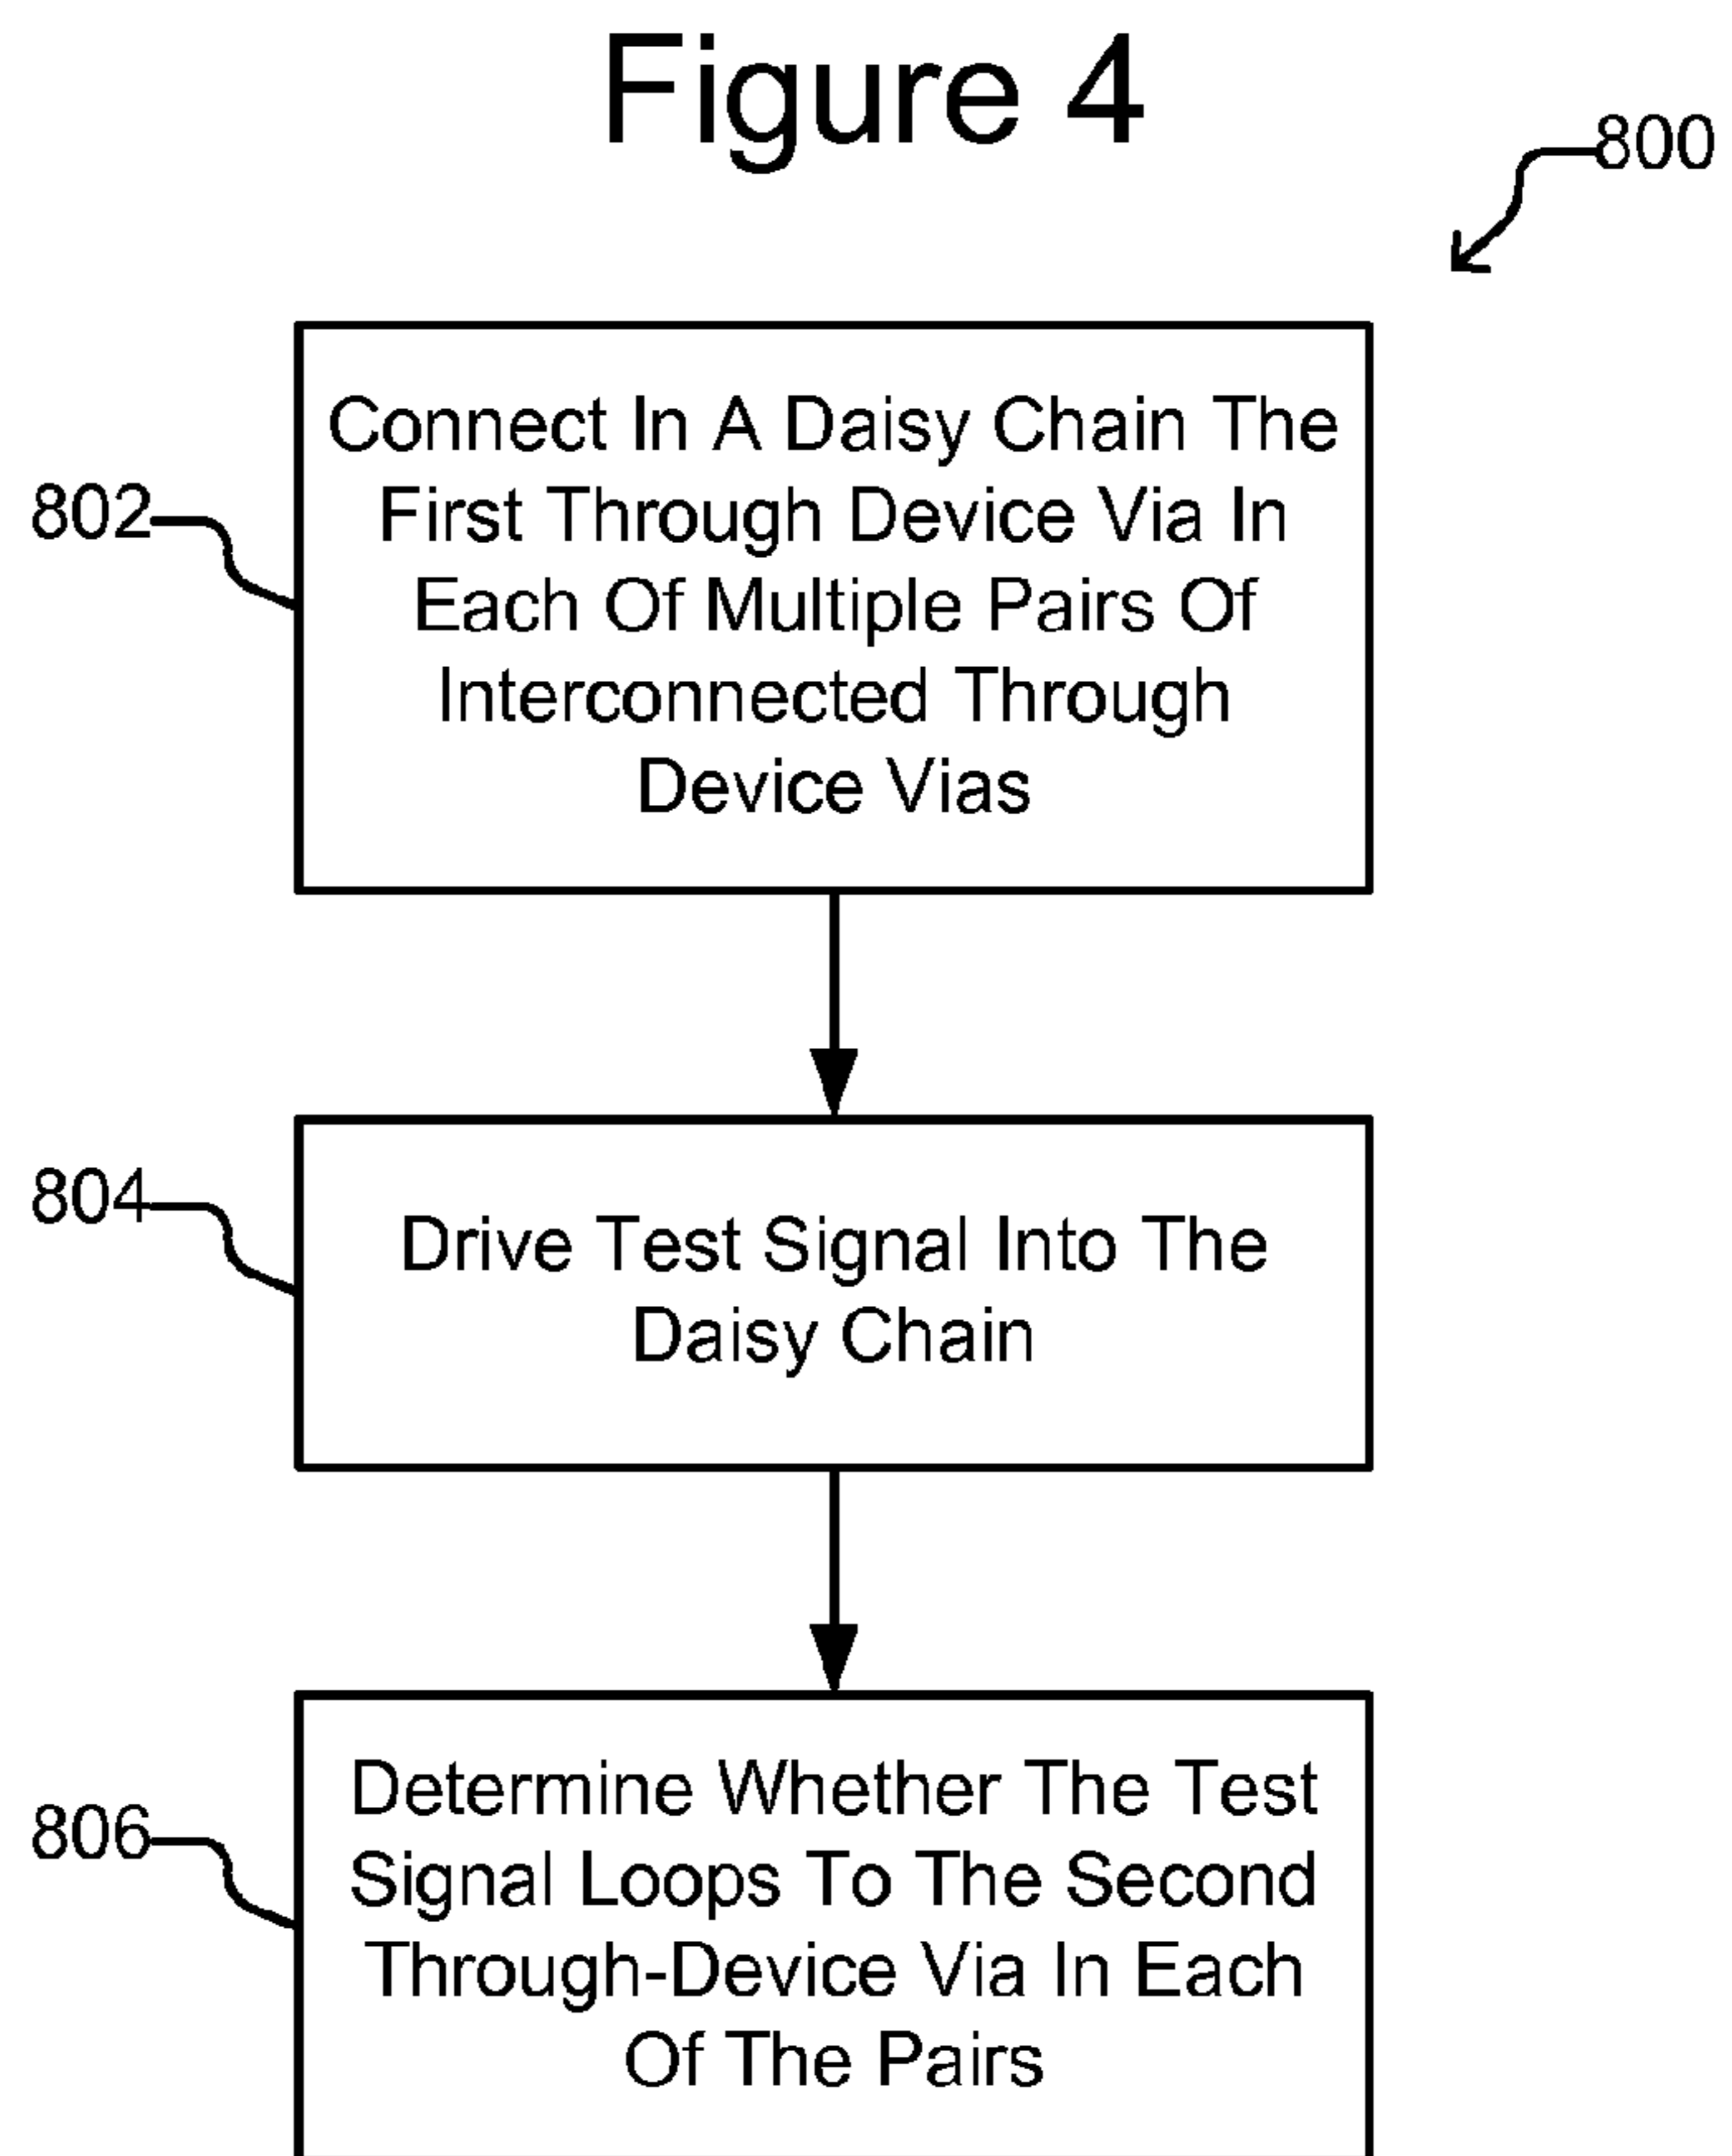 Figure 4
800
802
Connect In A Daisy Chain The
First Through Device Via In
Each Of Multiple Pairs Of
Interconnected Through
Device Vias
804
Drive Test Signal Into The
Daisy Chain
806
Determine Whether The Test
Signal Loops To The Second
Through-Device Via In Each
Of The Pairs